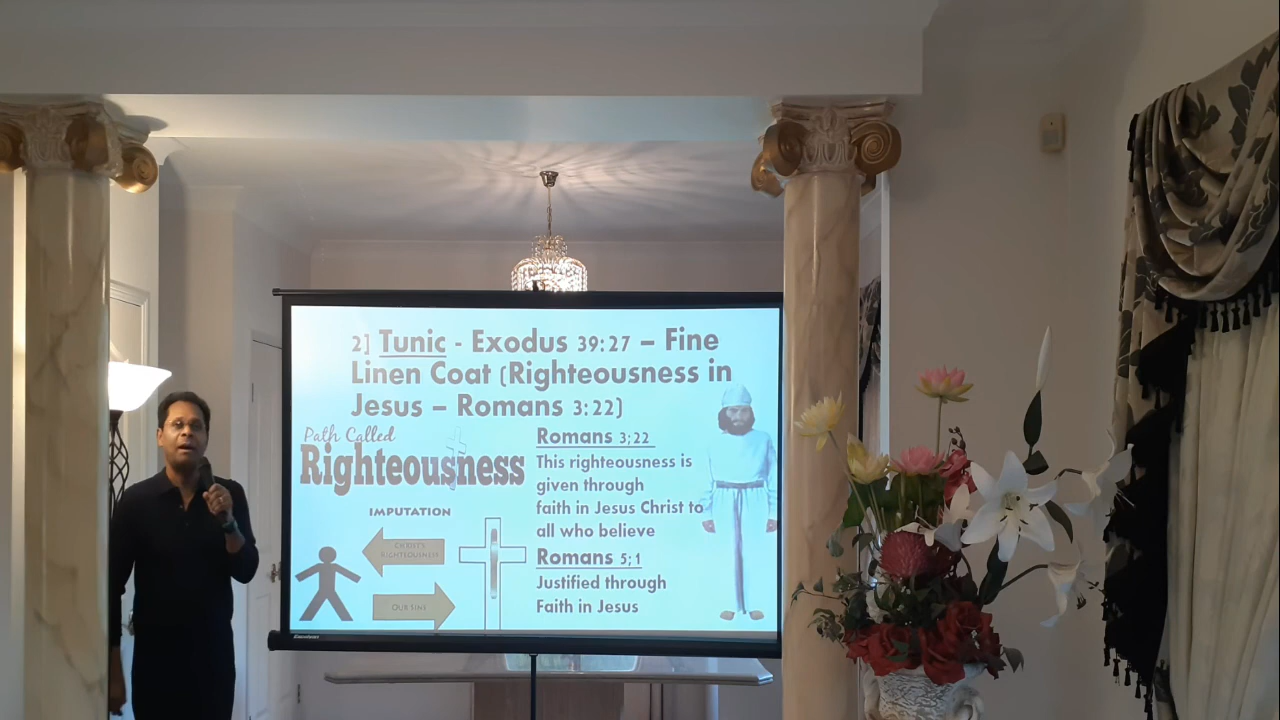 2] Tunic - Exodus 39:27 – Fine
Linen Coat (Righteousness in
Jesus – Romans 3:22)
Path Called
Righteousness
IMPUTATION
CHRIST'S
RIGHTEOUSNESS
OUR SINS
Romans 3;22
This righteousness is
given through
faith in Jesus Christ to
all who believe
Romans 5;1
Justified through
Faith in Jesus